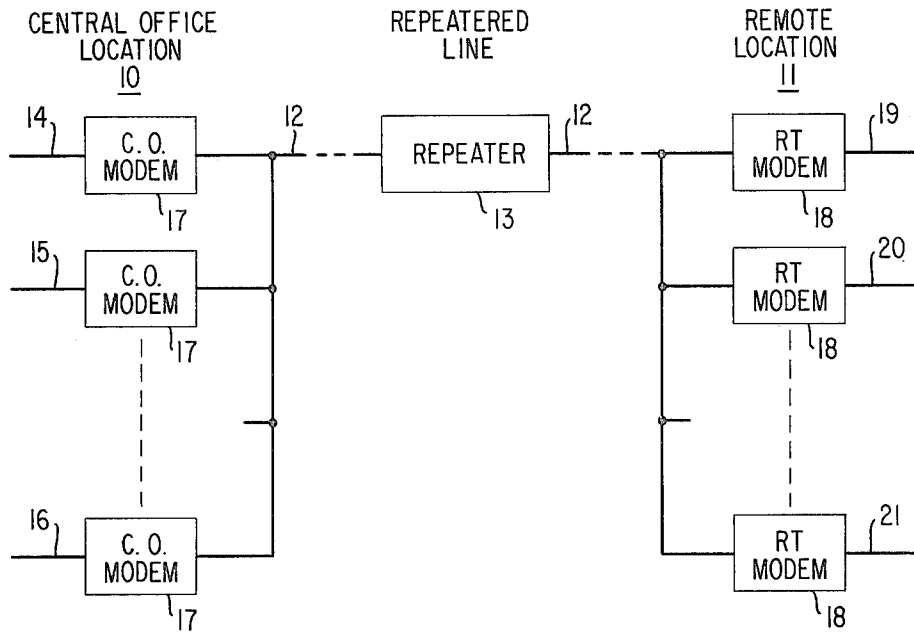 CENTRAL OFFICE
LOCATION
10
REPEATERED
LINE
REMOTE
LOCATION
11
14
C. O.
MODEM
17
12
REPEATER
13
12
RT
MODEM
18
19
15
C. O.
MODEM
17
RT
MODEM
18
20
16
C. O.
MODEM
17
RT
MODEM
18
21